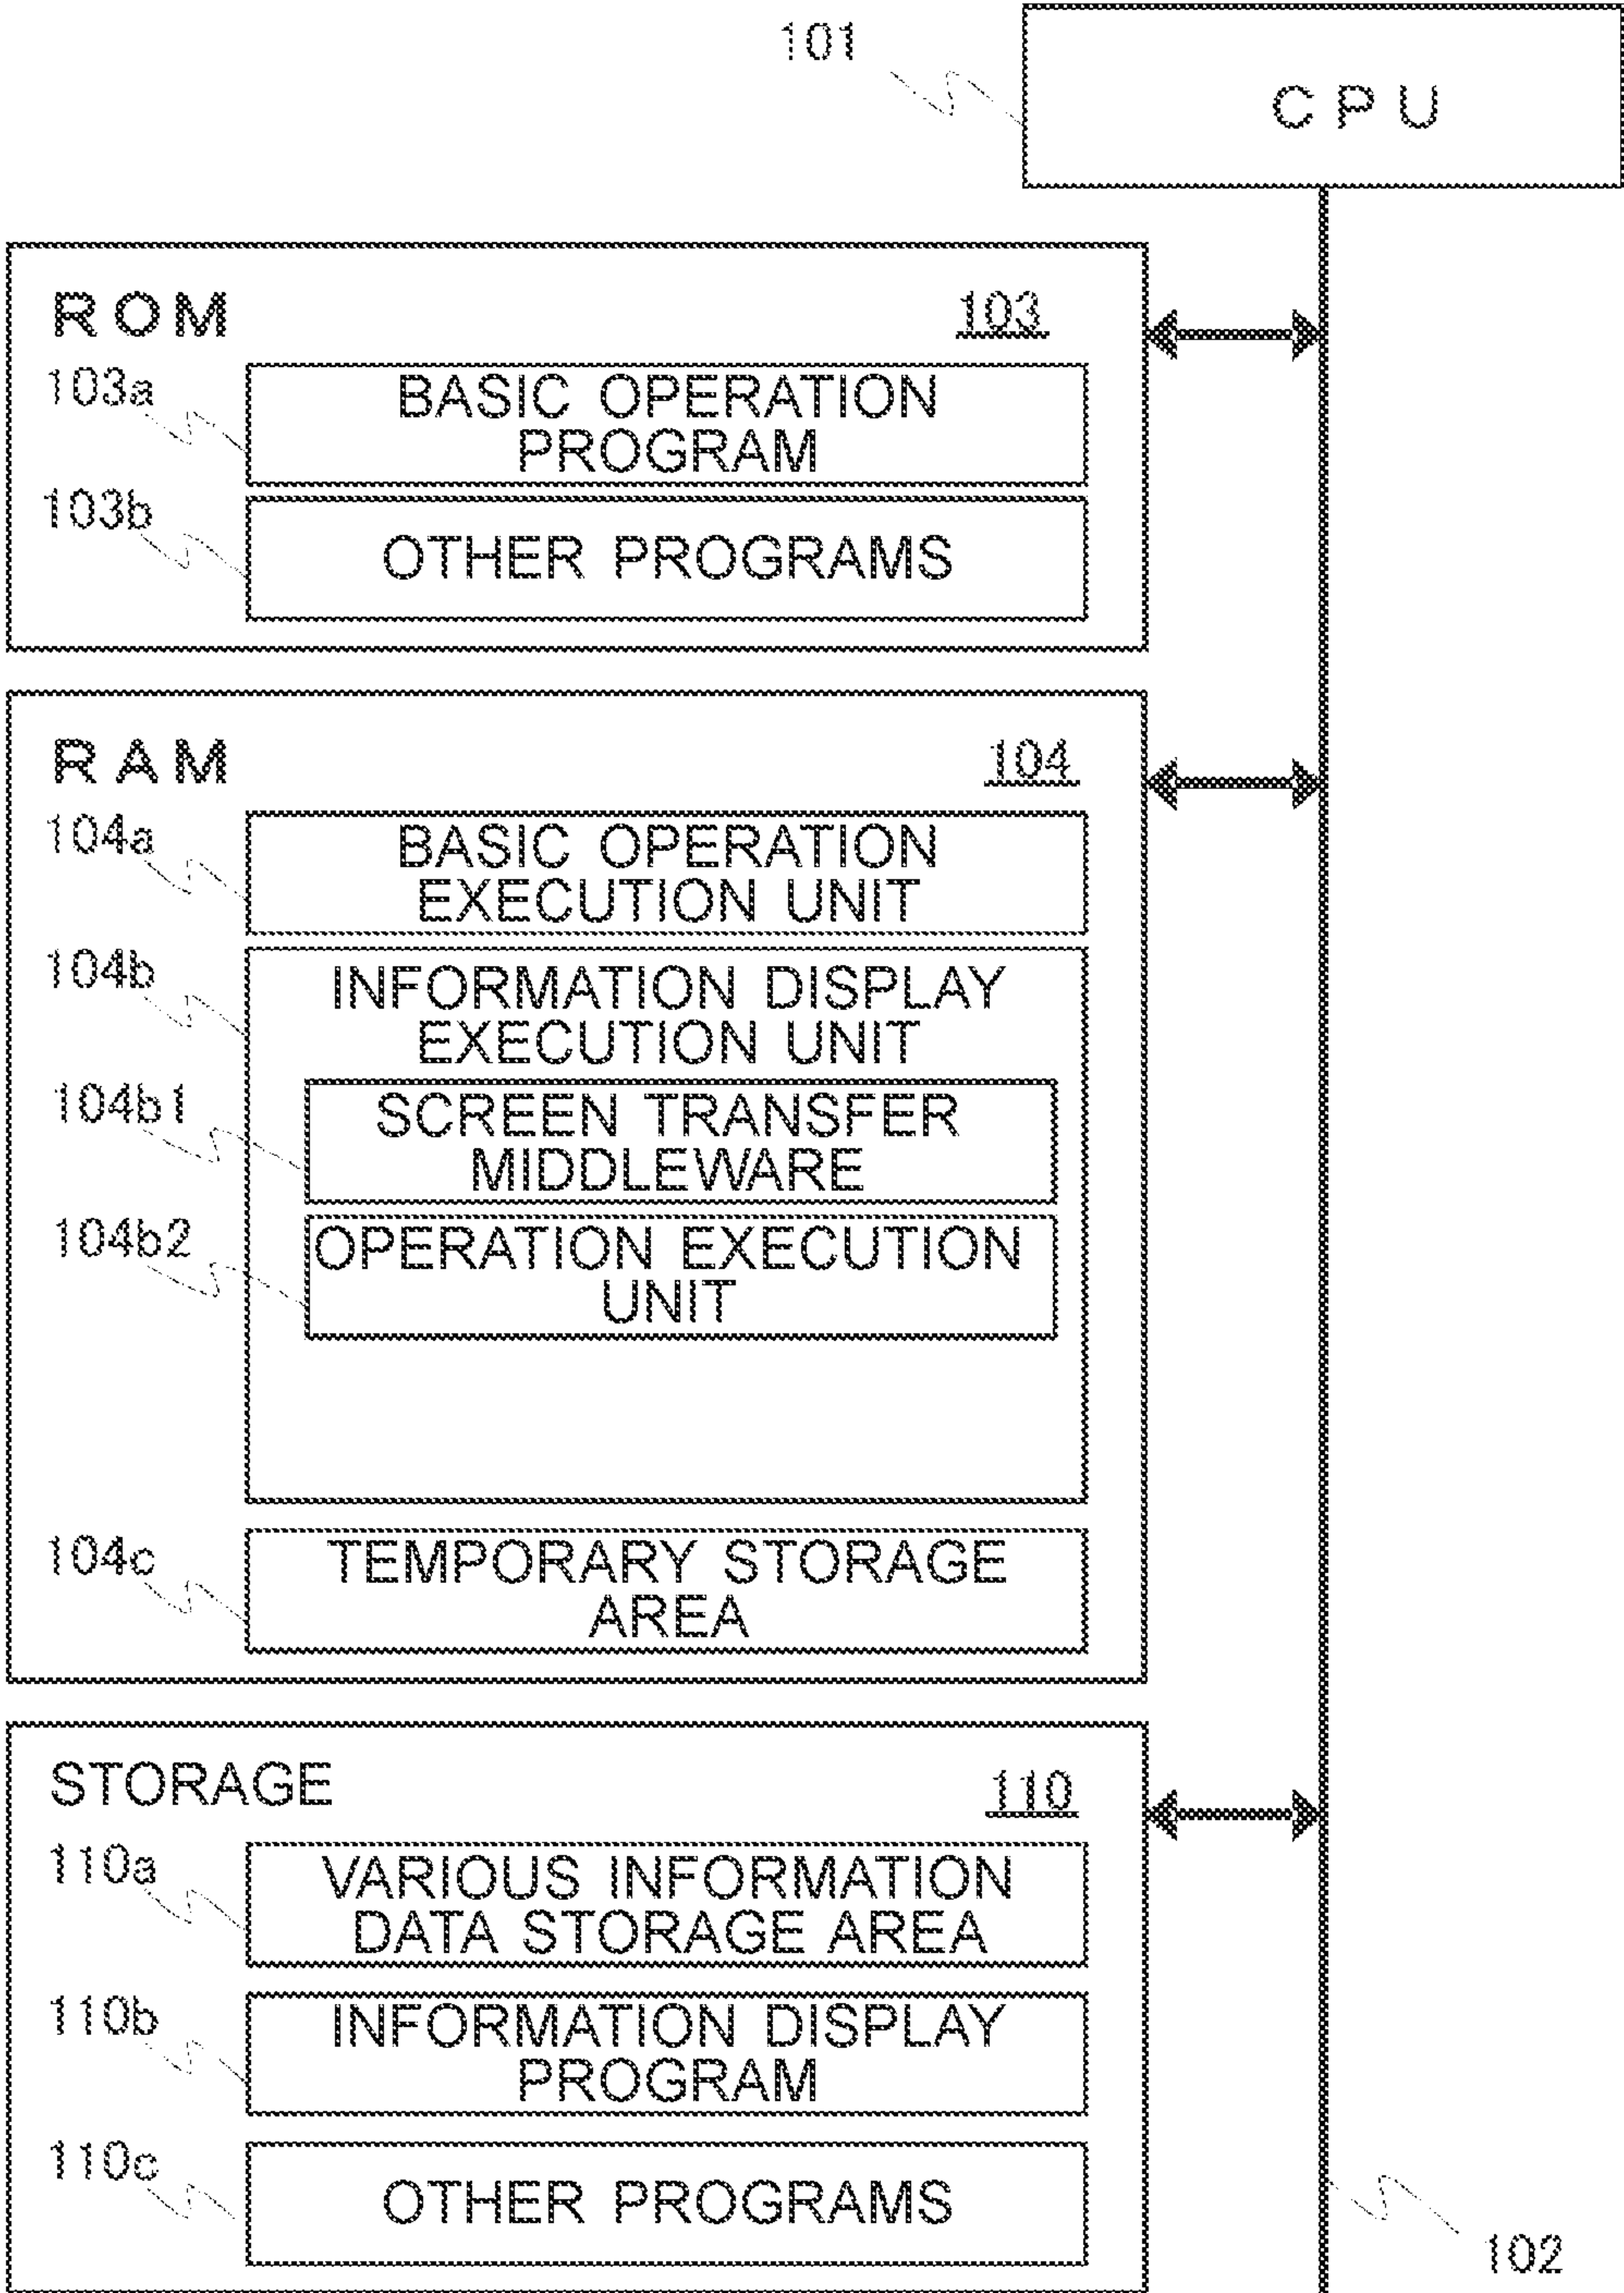 101
CPU
ROM 103
103a
BASIC OPERATION
PROGRAM
103b
OTHER PROGRAMS
RAM 104
104a
BASIC OPERATION
EXECUTION UNIT
104b
INFORMATION DISPLAY
EXECUTION UNIT
104b1
SCREEN TRANSFER
MIDDLEWARE
104b2
OPERATION EXECUTION
UNIT
104c
TEMPORARY STORAGE
AREA
STORAGE 110
110a
VARIOUS INFORMATION
DATA STORAGE AREA
110b
INFORMATION DISPLAY
PROGRAM
110c
OTHER PROGRAMS
102